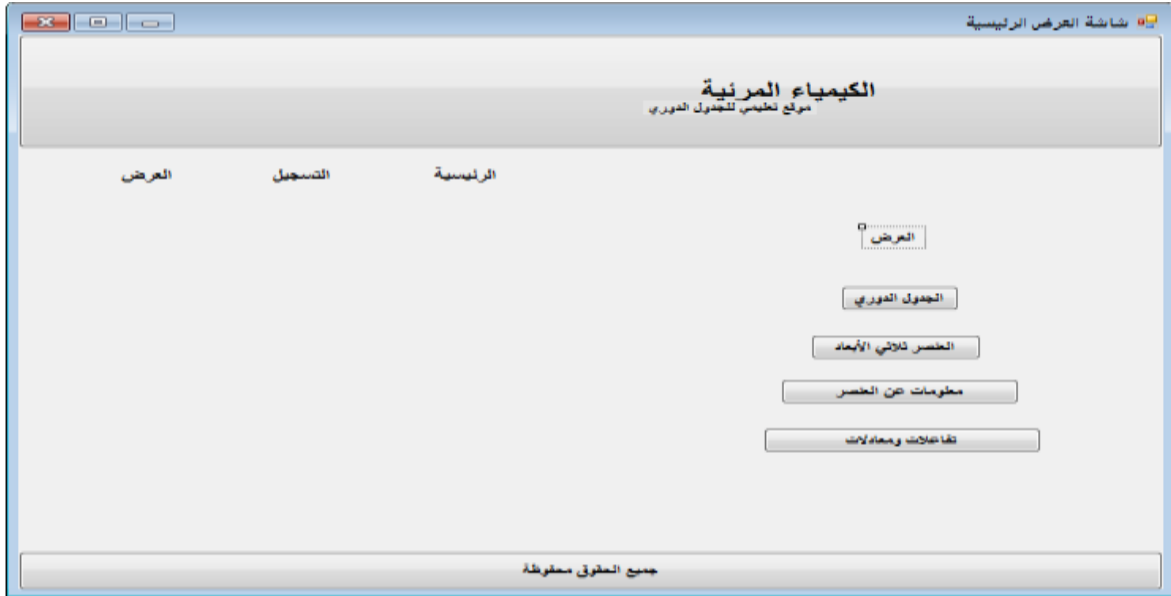 شاشة العرض الرئيسية
الكيمياء المرئية
موقع تعليمي للجدول الدوري
الرئيسية التسجيل العرض
العرض
الجدول الدوري
العنصر ثلاثي الأبعاد
معلومات عن العنصر
تفاعلات ومعادلات
جميع الحقوق محفوظة